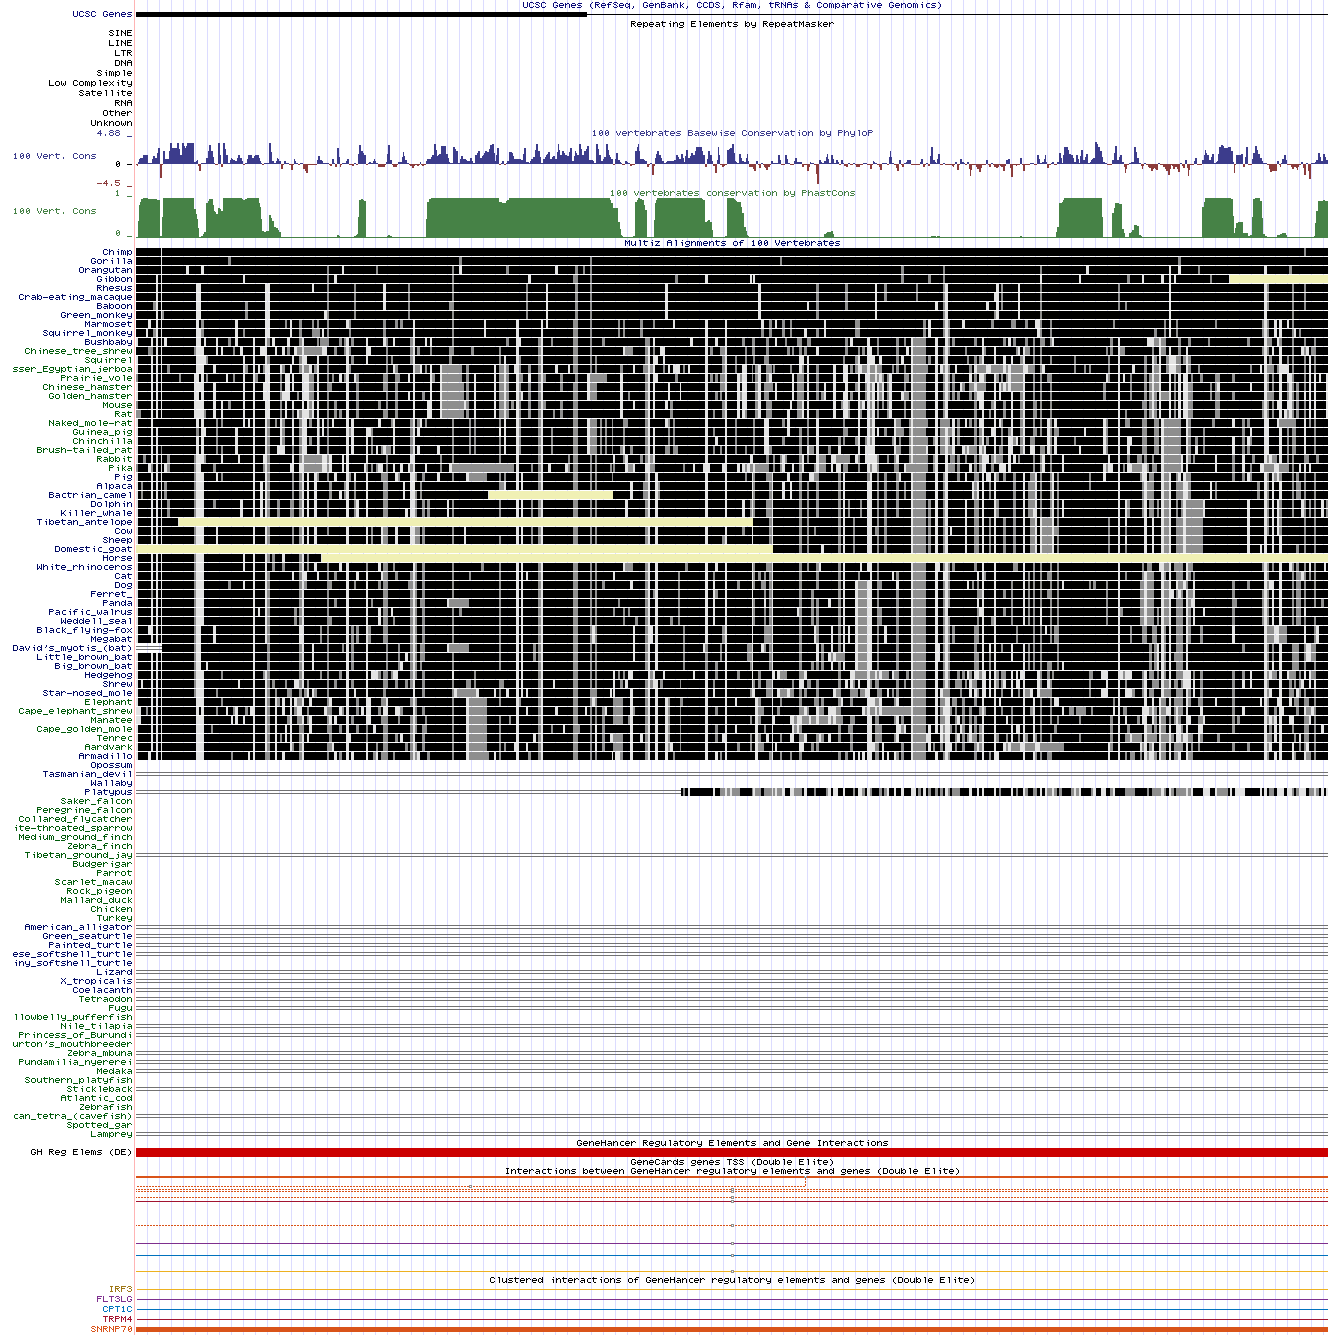 UCSC Genes (RefSeq, GenBank, CCDS, Rfam, tRNAs & Comparative Genomics)
UCSC Genes
Repeating Elements by RepeatMasker
SINE
LINE
LTR
DNA
Simple
Low Complexity
Satellite
RNA
Other
Unknown
4.88 _
100 vertebrates Basewise Conservation by PhyloP
100 Vert. Cons
0 _
-4.5 _
1 _
100 vertebrates conservation by PhastCons
100 Vert. Cons
0 _
Multiz Alignments of 100 Vertebrates
Chimp
Gorilla
Orangutan
Gibbon
Rhesus
Crab-eating_macaque
Baboon
Green_monkey
Marmoset
Squirrel_monkey
Bushbaby
Chinese_tree_shrew
Squirrel
sser_Egyptian_jerboa
Prairie_vole
Chinese_hamster
Golden_hamster
Mouse
Rat
Naked_mole-rat
Guinea_pig
Chinchilla
Brush-tailed_rat
Rabbit
Pika
Pig
Alpaca
Bactrian_camel
Dolphin
Killer_whale
Tibetan_antelope
Cow
Sheep
Domestic_goat
Horse
White_rhinoceros
Cat
Dog
Ferret_
Panda
Pacific_walrus
Weddell_seal
Black_flying-fox
Megabat
David's_myotis_(bat)
Little_brown_bat
Big_brown_bat
Hedgehog
Shrew
Star-nosed_mole
Elephant
Cape_elephant_shrew
Manatee
Cape_golden_mole
Tenrec
Aardvark
Armadillo
Opossum
Tasmanian_devil
Wallaby
Platypus
Saker_falcon
Peregrine_falcon
Collared_flycatcher
ite-throated_sparrow
Medium_ground_finch
Zebra_finch
Tibetan_ground_jay
Budgerigar
Parrot
Scarlet_macaw
Rock_pigeon
Mallard_duck
Chicken
Turkey
American_alligator
Green_seaturtle
Painted_turtle
ese_softshell_turtle
iny_softshell_turtle
Lizard
X_tropicalis
Coelacanth
Tetraodon
Fugu
llowbelly_pufferfish
Nile_tilapia
Princess_of_Burundi
urton's_mouthbreeder
Zebra_mbuna
Pundamilia_nyererei
Medaka
Southern_platyfish
Stickleback
Atlantic_cod
Zebrafish
can_tetra_(cavefish)
Spotted_gar
Lamprey
GeneHancer Regulatory Elements and Gene Interactions
GH Reg Elems (DE)
GeneCards genes TSS (Double Elite)
Interactions between GeneHancer regulatory elements and genes (Double Elite)
Clustered interactions of GeneHancer regulatory elements and genes (Double Elite)
IRF3
FLT3LG
CPT1C
TRPM4
SNRNP70